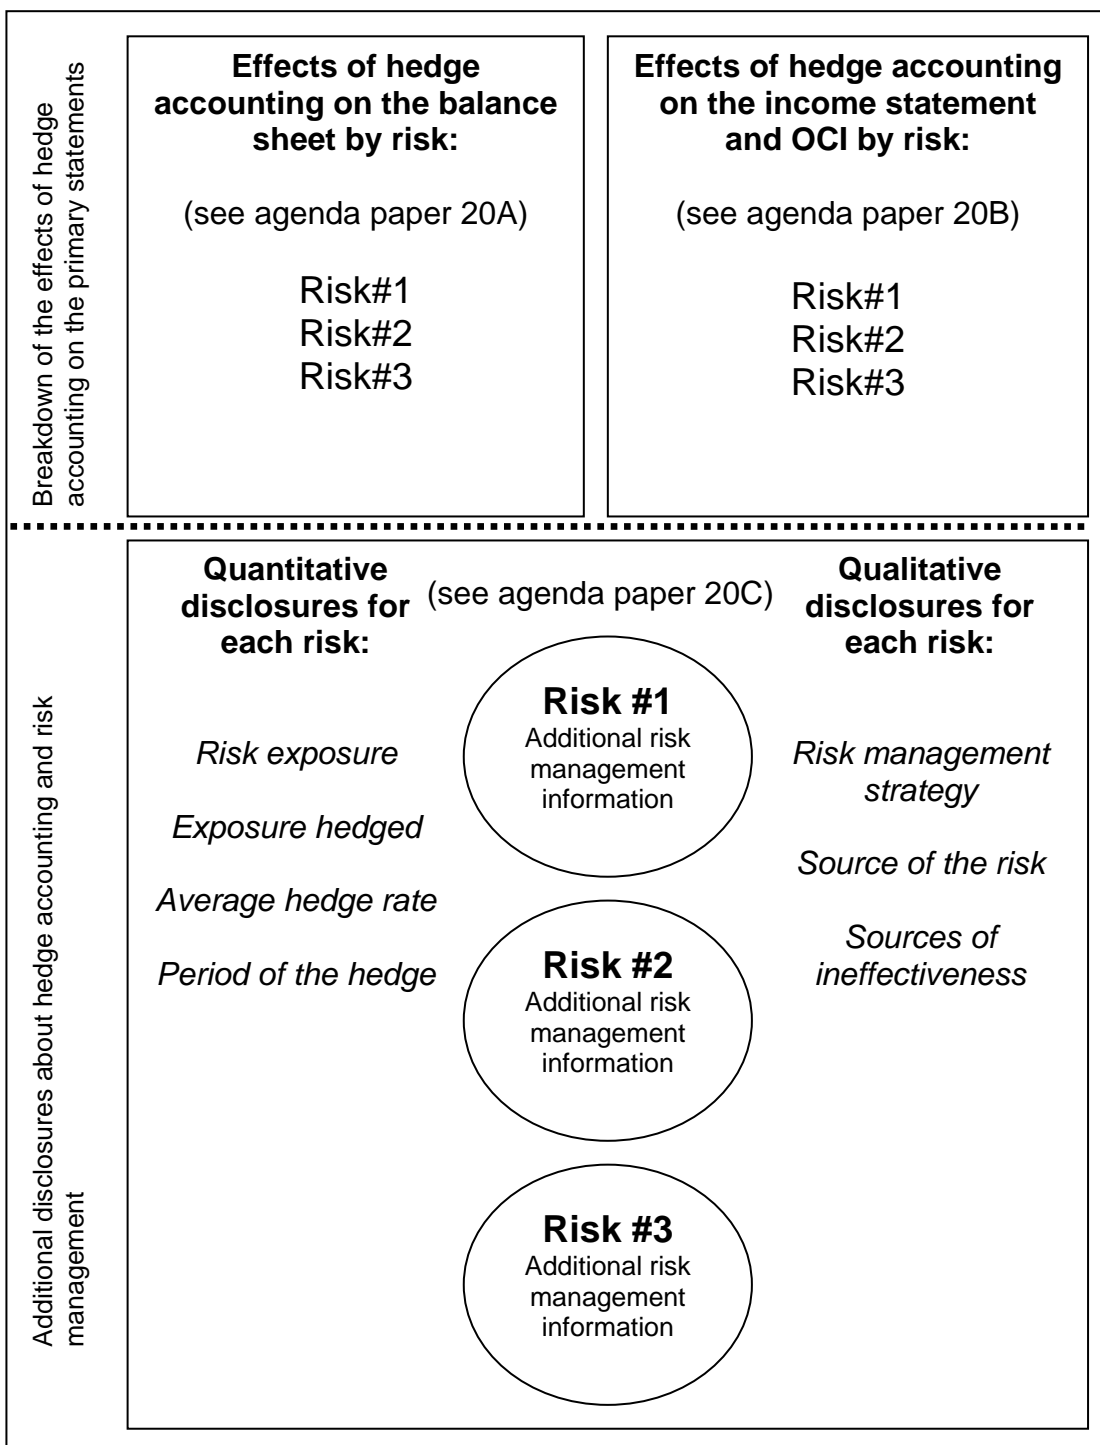 Breakdown of the effects of hedge
accounting on the primary statements
Effects of hedge
accounting on the balance
sheet by risk:
(see agenda paper 20A)
Risk#1
Risk#2
Risk#3
Effects of hedge accounting
on the income statement
and OCI by risk:
(see agenda paper 20B)
Risk#1
Risk#2
Risk#3
Additional disclosures about hedge accounting and risk
management
Quantitative
disclosures for
each risk:
Risk exposure
Exposure hedged
Average hedge rate
Period of the hedge
(see agenda paper 20C)
Risk #1
Additional risk
management
information
Risk #2
Additional risk
management
information
Risk #3
Additional risk
management
information
Qualitative
disclosures for
each risk:
Risk management
strategy
Source of the risk
Sources of
ineffectiveness